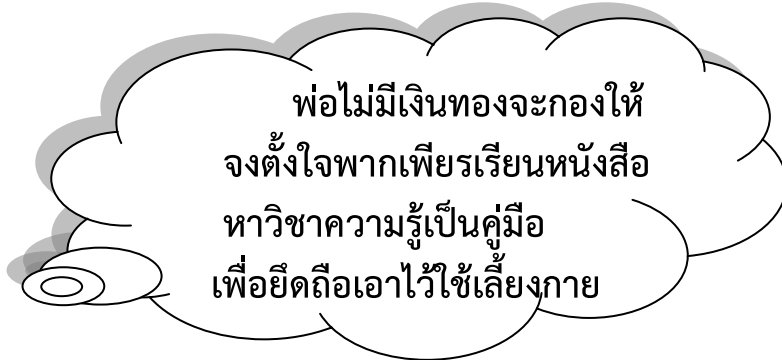 พ่อไม่มีเงินทองจะกองให้
จงตั้งใจพากเพียรเรียนหนังสือ
หาวิชาความรู้เป็นคู่มือ
เพื่อยึดถือเอาไว้ใช้เลี้ยงกาย